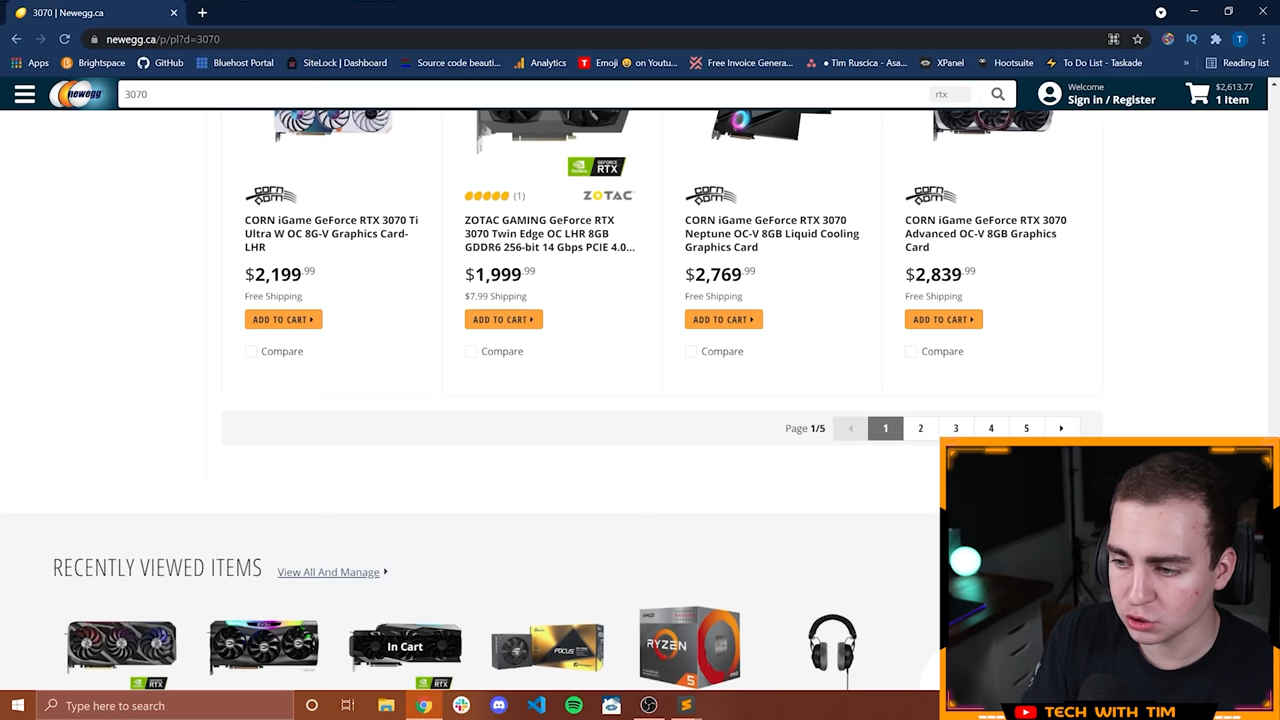 3070 | Newegg.ca
newegg.ca/p/pl?d=3070
Apps Brightspace GitHub Bluehost Portal SiteLock | Dashboard Source code beauti... Analytics Emoji 😀 on Youtu... Free Invoice Genera... Tim Ruscica - Asa... XPanel Hootsuite To Do List - Taskade » Reading list
newegg 3070 rtx Welcome Sign in / Register $2,613.77 1 Item
GEFORCE RTX
CORN
(1) ZOTAC
CORN
CORN
CORN iGame GeForce RTX 3070 Ti
Ultra W OC 8G-V Graphics Card-
LHR
ZOTAC GAMING GeForce RTX
3070 Twin Edge OC LHR 8GB
GDDR6 256-bit 14 Gbps PCIE 4.0...
CORN iGame GeForce RTX 3070
Neptune OC-V 8GB Liquid Cooling
Graphics Card
CORN iGame GeForce RTX 3070
Advanced OC-V 8GB Graphics
Card
$2,199.99
$1,999.99
$2,769.99
$2,839.99
Free Shipping
$7.99 Shipping
Free Shipping
Free Shipping
ADD TO CART
ADD TO CART
ADD TO CART
ADD TO CART
Compare
Compare
Compare
Compare
Page 1/5 1 2 3 4 5
RECENTLY VIEWED ITEMS View All And Manage
In Cart
FOCUS
RYZEN
5
RTX
RTX
Type here to search
TECH WITH TIM